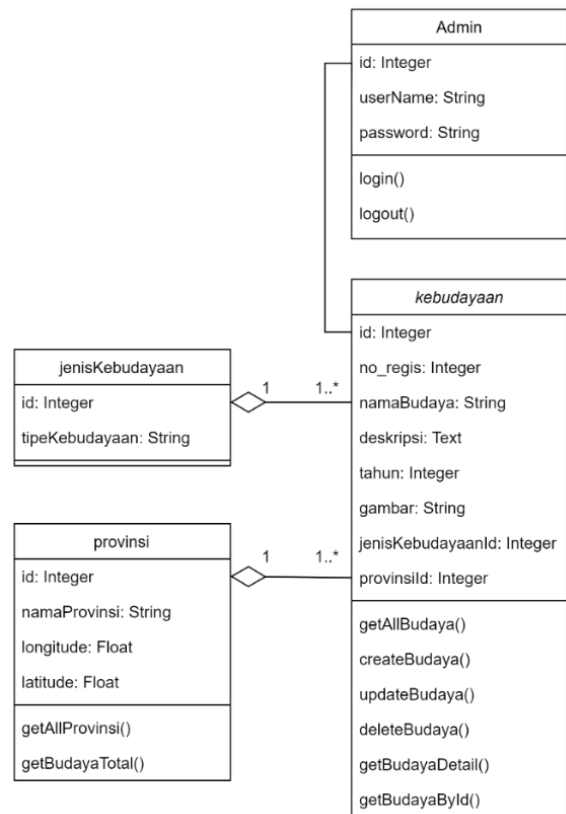 Admin
id: Integer
userName: String
password: String
login()
logout()
kebudayaan
id: Integer
no_regis: Integer
namaBudaya: String
deskripsi: Text
tahun: Integer
gambar: String
jenisKebudayaanId: Integer
provinsiId: Integer
getAllBudaya()
createBudaya()
updateBudaya()
deleteBudaya()
getBudayaDetail()
getBudayaById()
jenisKebudayaan
id: Integer
tipeKebudayaan: String
1 1..*
provinsi
id: Integer
namaProvinsi: String
longitude: Float
latitude: Float
getAllProvinsi()
getBudayaTotal()
1 1..*